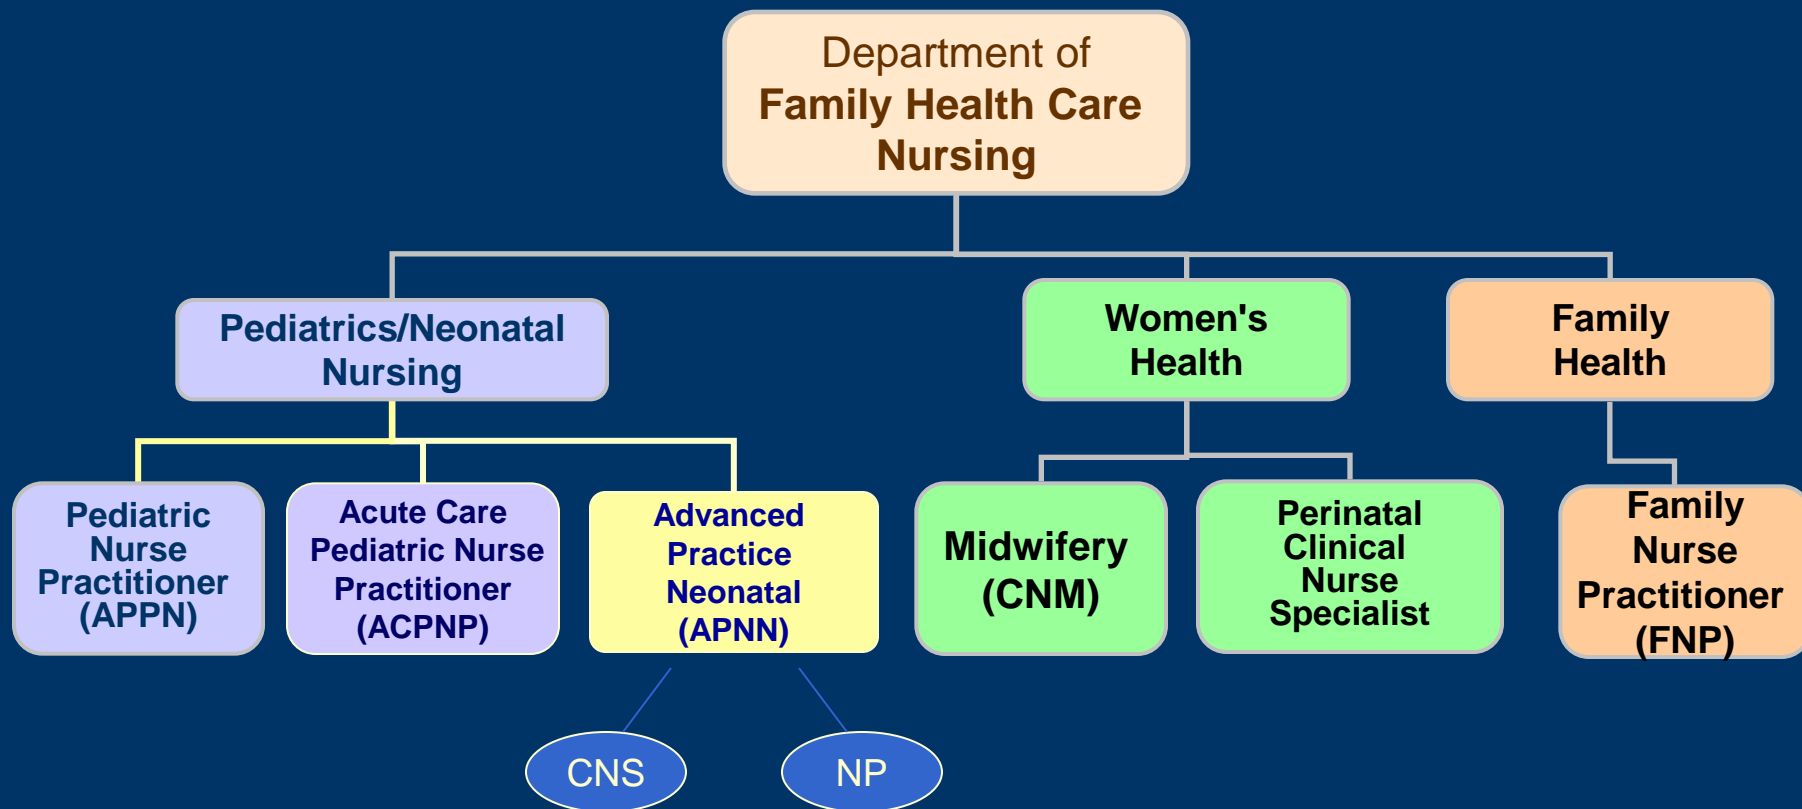 Department of
Family Health Care
Nursing
Pediatrics/Neonatal
Nursing
Women's
Health
Family
Health
Pediatric
Nurse
Practitioner
(APPN)
Acute Care
Pediatric Nurse
Practitioner
(ACPNP)
Advanced
Practice
Neonatal
(APNN)
Midwifery
(CNM)
Perinatal
Clinical
Nurse
Specialist
Family
Nurse
Practitioner
(FNP)
CNS
NP